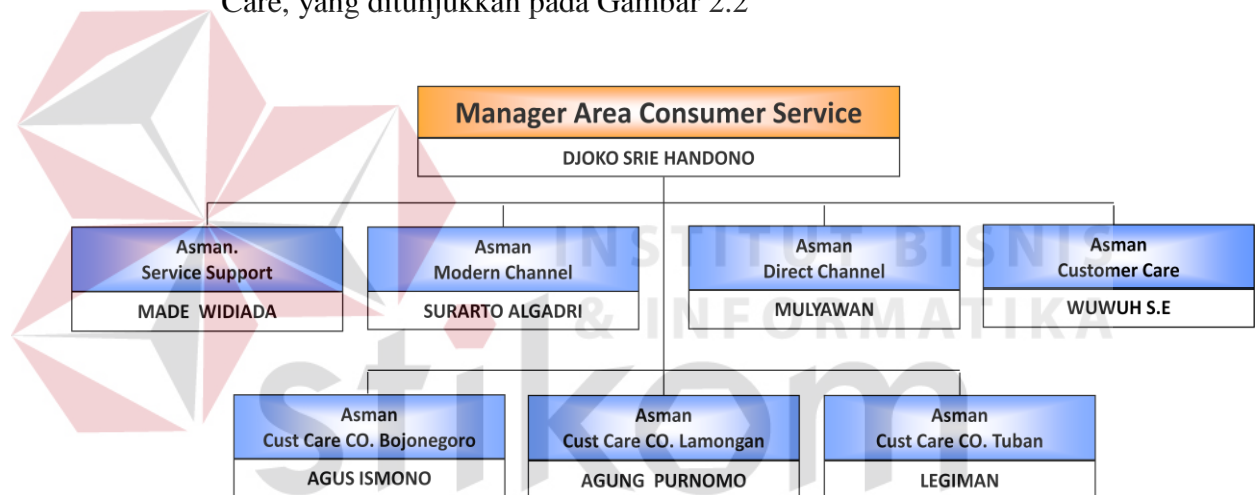 Care, yang ditunjukkan pada Gambar 2.2
Manager Area Consumer Service
DJOKO SRIE HANDONO
Asman.
Service Support
MADE WIDIADA
Asman
Modern Channel
SURARTO ALGADRI
Asman
Direct Channel
MULYAWAN
Asman
Customer Care
WUWUH S.E
INSTITUT BISNIS
& INFORMATIKA
stikom
Asman
Cust Care CO. Bojonegoro
AGUS ISMONO
Asman
Cust Care CO. Lamongan
AGUNG PURNOMO
Asman
Cust Care CO. Tuban
LEGIMAN